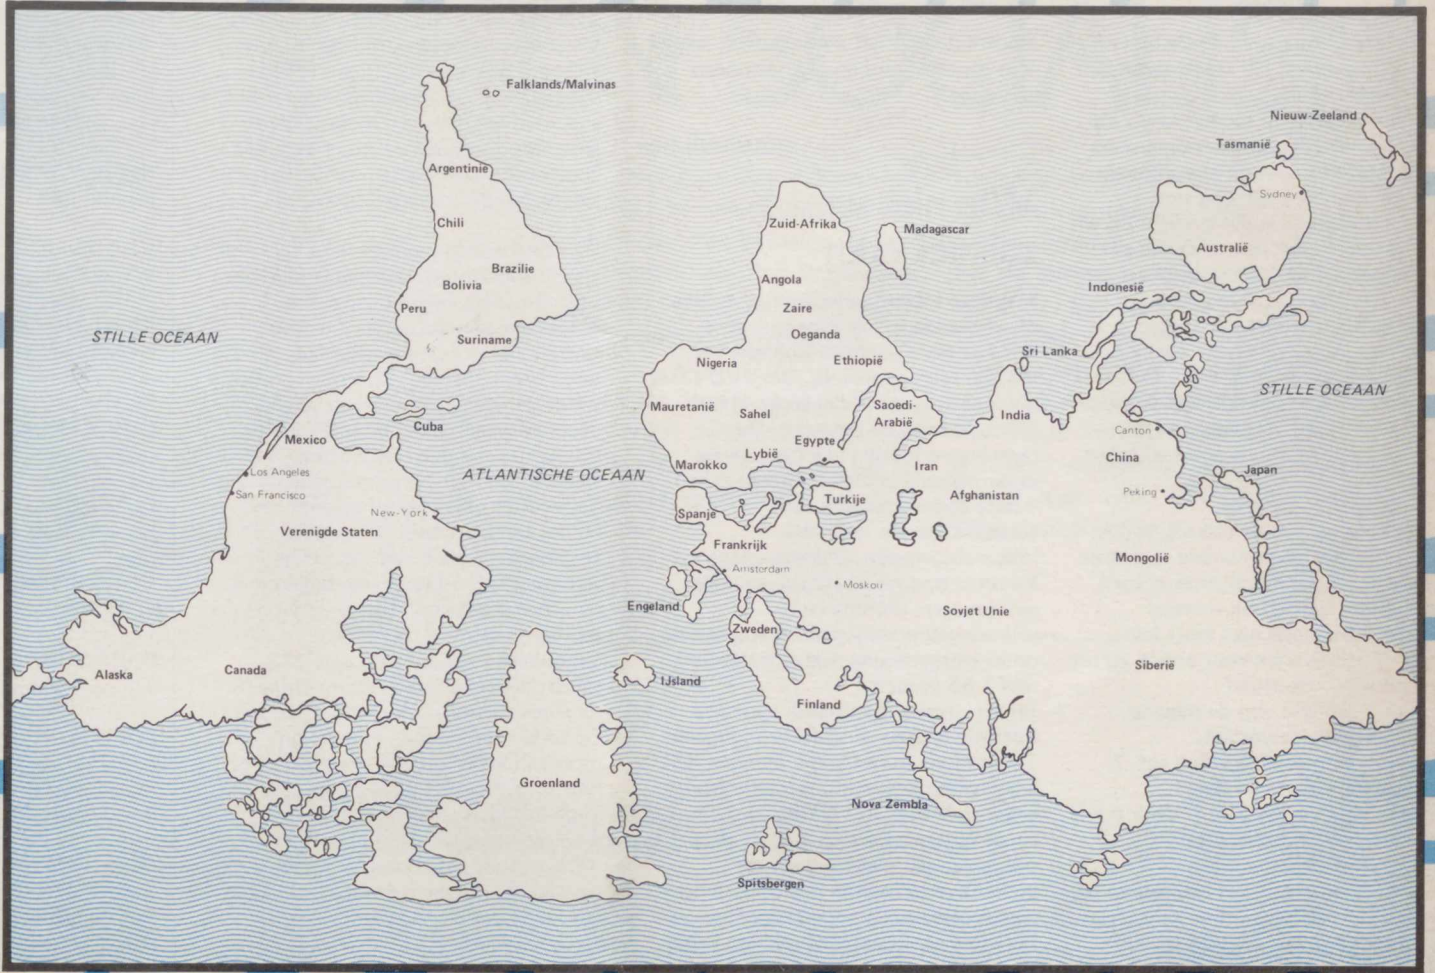 Falklands/Malvinas
Nieuw-Zeeland
Tasmanië
Argentinië
Sydney
Chili
Zuid-Afrika
Madagascar
Australië
Brazilie
Bolivia
Angola
Indonesië
Peru
Zaire
STILLE OCEAAN
Suriname
Oeganda
Sri Lanka
Nigeria
Ethiopië
STILLE OCEAAN
Mauretanië
Sahel
Saoedi-
Arabië
India
Cuba
Canton
Mexico
Egypte
Lybië
China
Marokko
Iran
Los Angeles
ATLANTISCHE OCEAAN
Japan
San Francisco
Turkije
Afghanistan
Peking
New-York
Spanje
Verenigde Staten
Frankrijk
Mongolië
Amsterdam
Moskou
Engeland
Sovjet Unie
Zweden
Alaska
Canada
IJsland
Siberië
Finland
Groenland
Nova Zembla
Spitsbergen